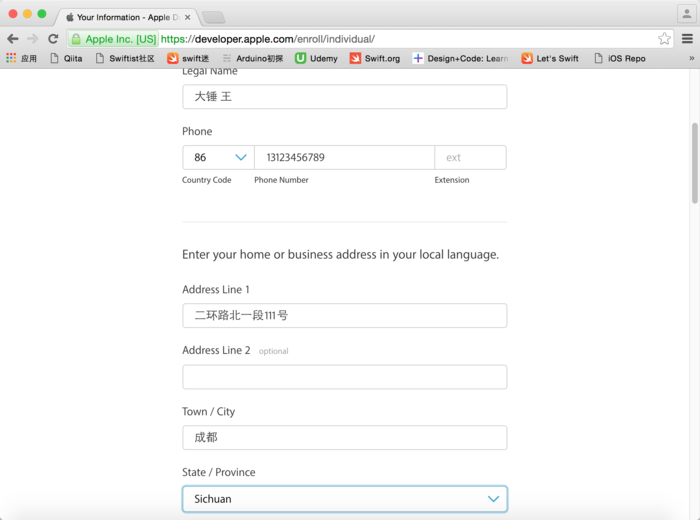 Your Information - Apple D
Apple Inc. [US] https://developer.apple.com/enroll/individual/
应用 Qiita Swiftist社区 swift迷 Arduino初探 Udemy Swift.org Design+Code: Learn Let's Swift iOS Repo »
Legal Name
大锤 王
Phone
86 13123456789 ext
Country Code Phone Number Extension
Enter your home or business address in your local language.
Address Line 1
二环路北一段111号
Address Line 2 optional
Town / City
成都
State / Province
Sichuan